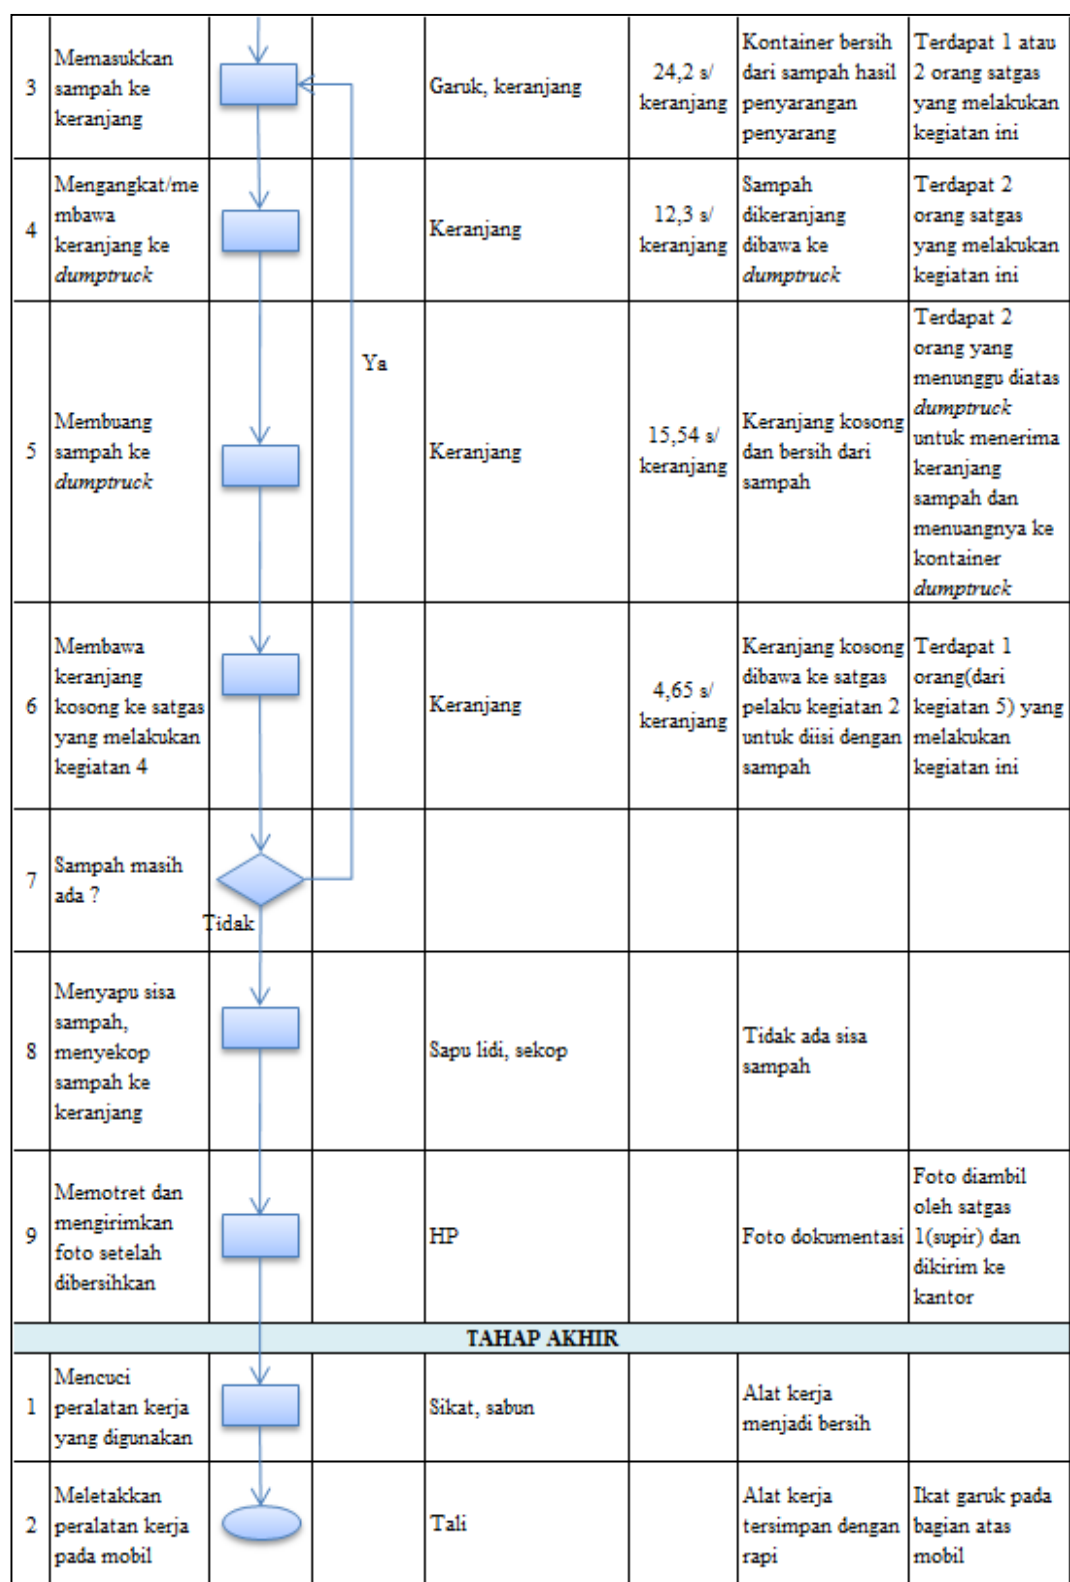 3
Memasukkan
sampah ke
keranjang
Garuk, keranjang
24,2 s/
keranjang
Kontainer bersih
dari sampah hasil
penyarangan
penyarang
Terdapat 1 atau
2 orang satgas
yang melakukan
kegiatan ini
4
Mengangkat/me
mbawa
keranjang ke
dumptruck
Keranjang
12,3 s/
keranjang
Sampah
dikeranjang
dibawa ke
dumptruck
Terdapat 2
orang satgas
yang melakukan
kegiatan ini
Ya
5
Membuang
sampah ke
dumptruck
Keranjang
15,54 s/
keranjang
Keranjang kosong
dan bersih dari
sampah
Terdapat 2
orang yang
menunggu diatas
dumptruck
untuk menerima
keranjang
sampah dan
menuangnya ke
kontainer
dumptruck
6
Membawa
keranjang
kosong ke satgas
yang melakukan
kegiatan 4
Keranjang
4,65 s/
keranjang
Keranjang kosong
dibawa ke satgas
pelaku kegiatan 2
untuk diisi dengan
sampah
Terdapat 1
orang(dari
kegiatan 5) yang
melakukan
kegiatan ini
7
Sampah masih
ada ?
Tidak
8
Menyapu sisa
sampah,
menyekop
sampah ke
keranjang
Sapu lidi, sekop
Tidak ada sisa
sampah
9
Memotret dan
mengirimkan
foto setelah
dibersihkan
HP
Foto dokumentasi
Foto diambil
oleh satgas
1(supir) dan
dikirim ke
kantor
TAHAP AKHIR
1
Mencuci
peralatan kerja
yang digunakan
Sikat, sabun
Alat kerja
menjadi bersih
2
Meletakkan
peralatan kerja
pada mobil
Tali
Alat kerja
tersimpan dengan
rapi
Ikat garuk pada
bagian atas
mobil